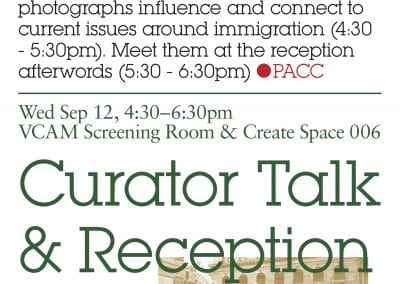 photographs influence and connect to
current issues around immigration (4:30
- 5:30pm). Meet them at the reception
afterwords (5:30 - 6:30pm) ●PACC
Wed Sep 12, 4:30–6:30pm
VCAM Screening Room & Create Space 006
Curator Talk
& Reception